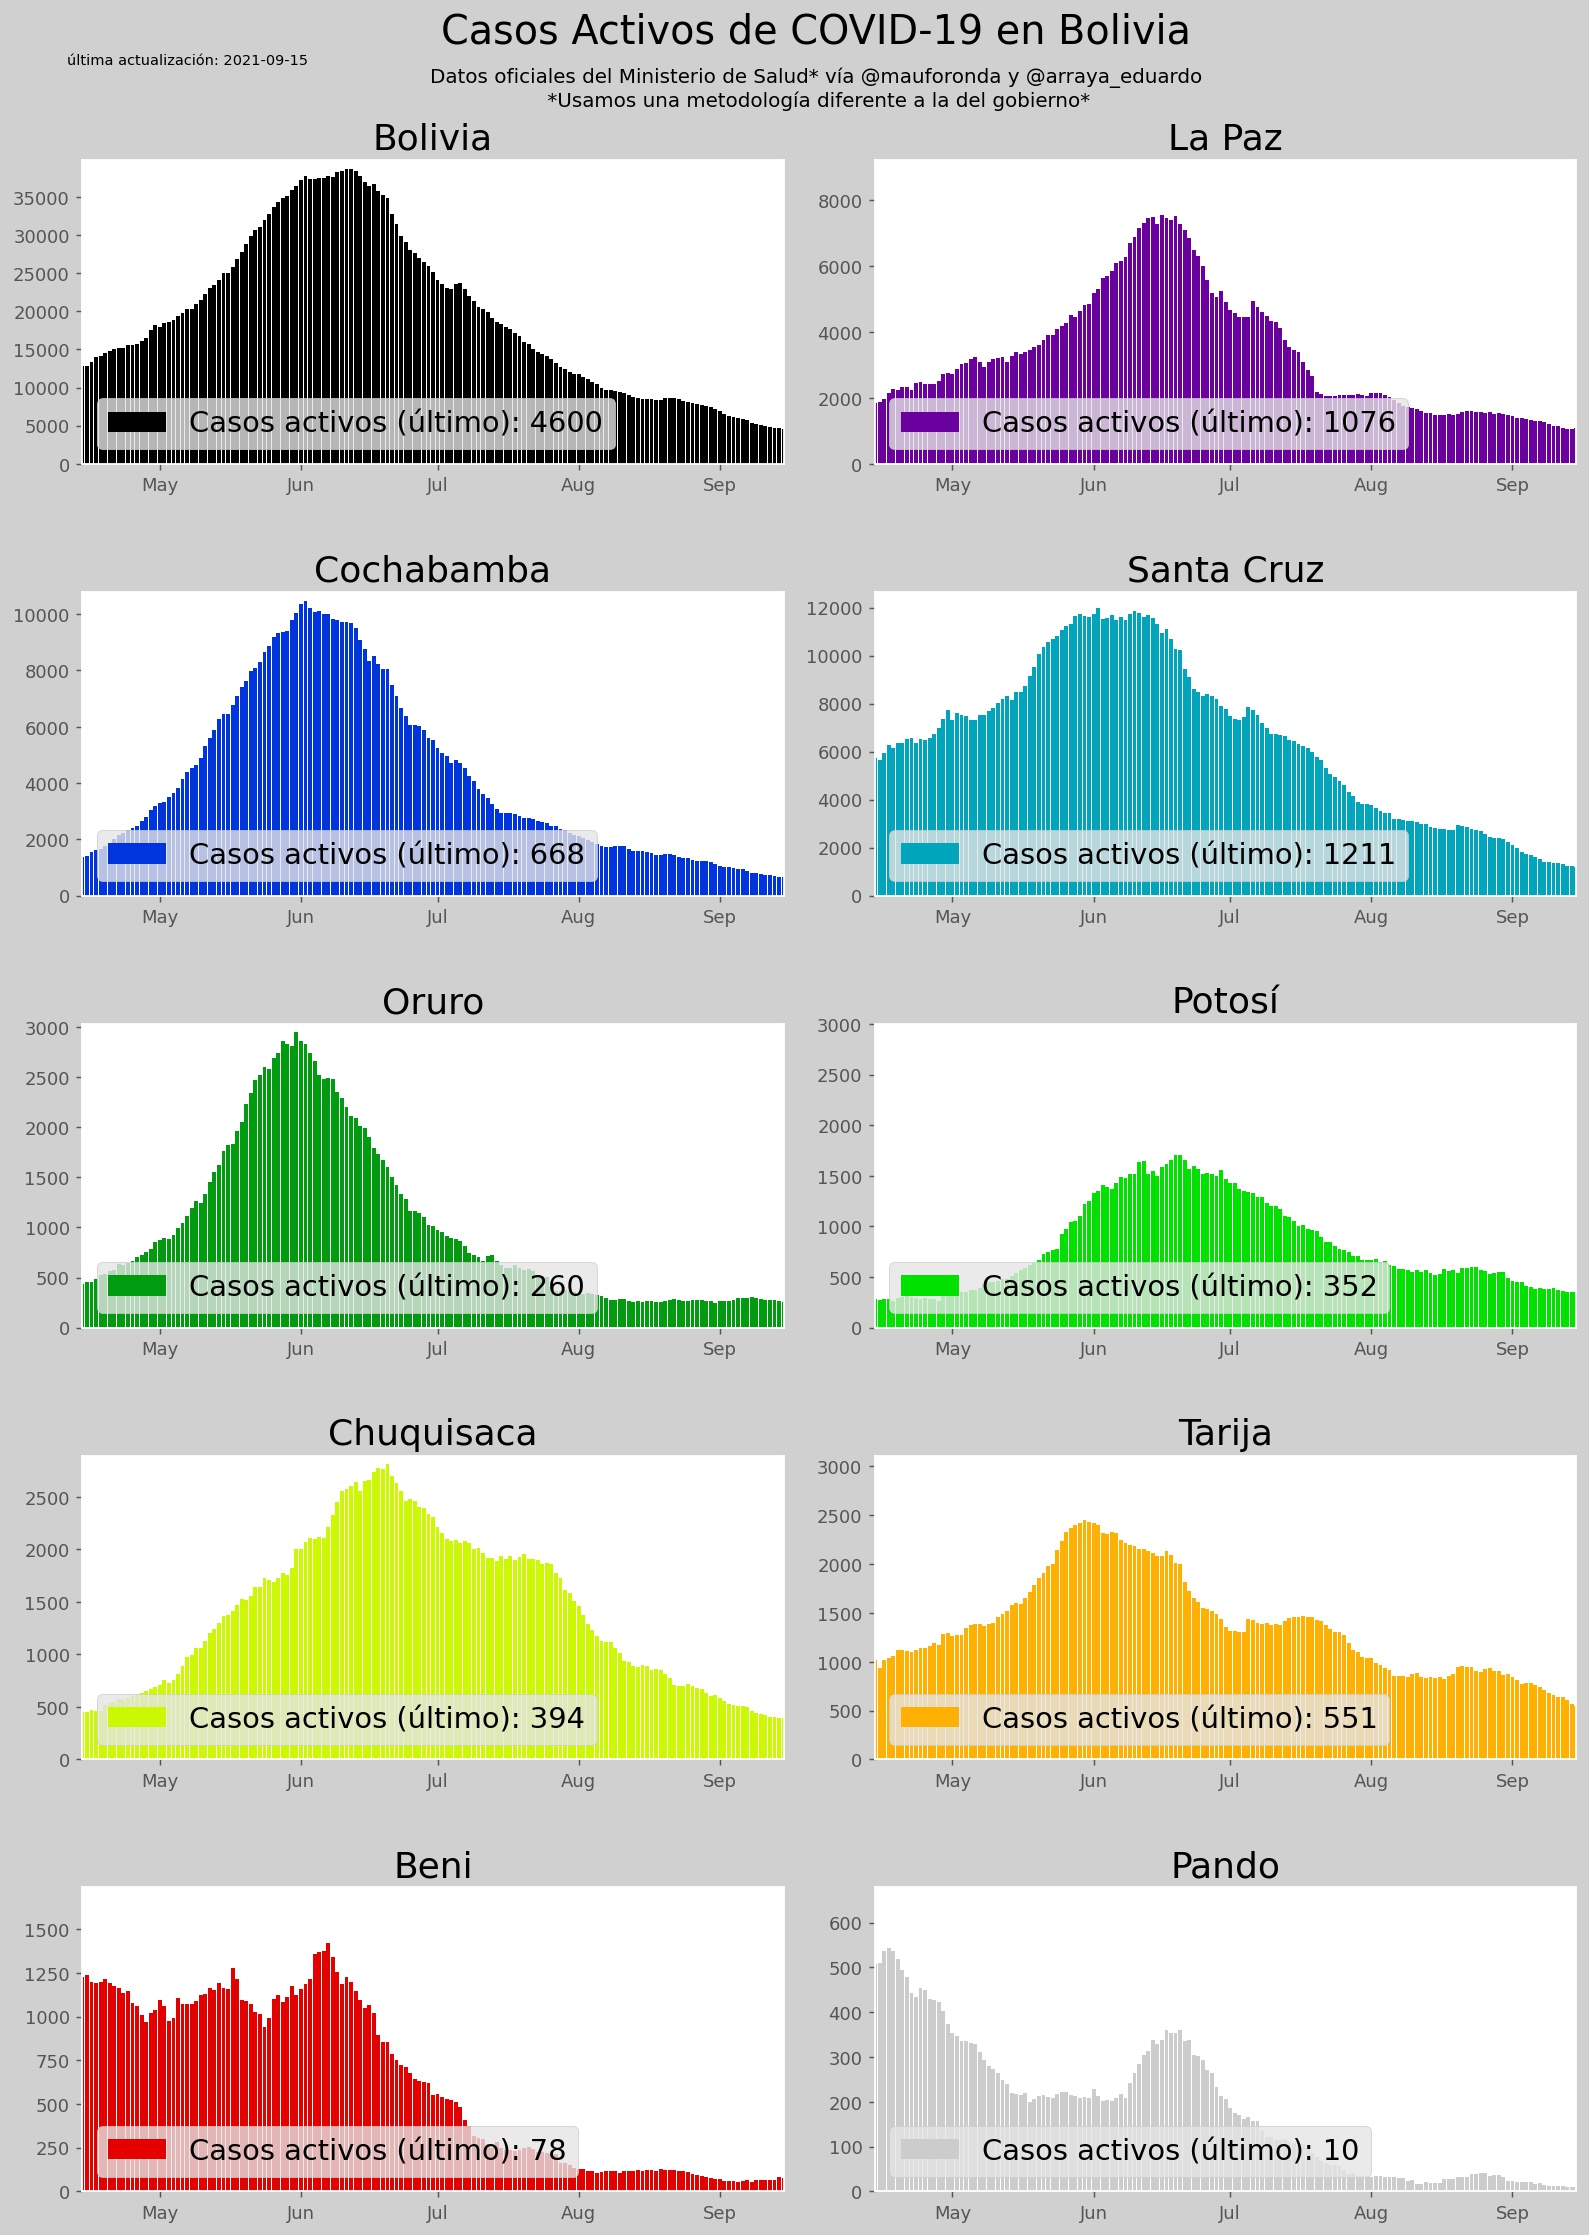 Casos Activos de COVID-19 en Bolivia
última actualización: 2021-09-15
Datos oficiales del Ministerio de Salud* vía @mauforonda y @arraya_eduardo
*Usamos una metodología diferente a la del gobierno*
Bolivia
35000
30000
25000
20000
15000
10000
5000
0
Casos activos (último): 4600
May Jun Jul Aug Sep
La Paz
8000
6000
4000
2000
0
Casos activos (último): 1076
May Jun Jul Aug Sep
Cochabamba
10000
8000
6000
4000
2000
0
Casos activos (último): 668
May Jun Jul Aug Sep
Santa Cruz
12000
10000
8000
6000
4000
2000
0
Casos activos (último): 1211
May Jun Jul Aug Sep
Oruro
3000
2500
2000
1500
1000
500
0
Casos activos (último): 260
May Jun Jul Aug Sep
Potosí
3000
2500
2000
1500
1000
500
0
Casos activos (último): 352
May Jun Jul Aug Sep
Chuquisaca
2500
2000
1500
1000
500
0
Casos activos (último): 394
May Jun Jul Aug Sep
Tarija
3000
2500
2000
1500
1000
500
0
Casos activos (último): 551
May Jun Jul Aug Sep
Beni
1500
1250
1000
750
500
250
0
Casos activos (último): 78
May Jun Jul Aug Sep
Pando
600
500
400
300
200
100
0
Casos activos (último): 10
May Jun Jul Aug Sep